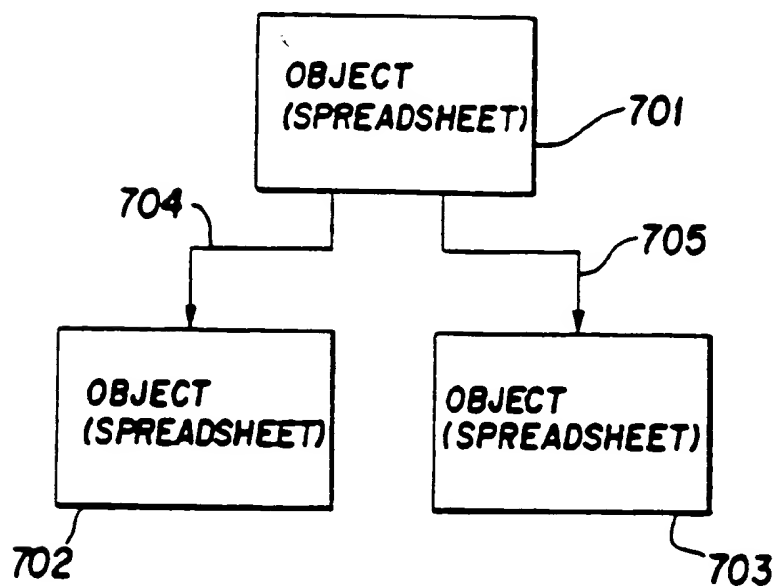 OBJECT
(SPREADSHEET)
701
704
705
OBJECT
(SPREADSHEET)
OBJECT
(SPREADSHEET)
702
703